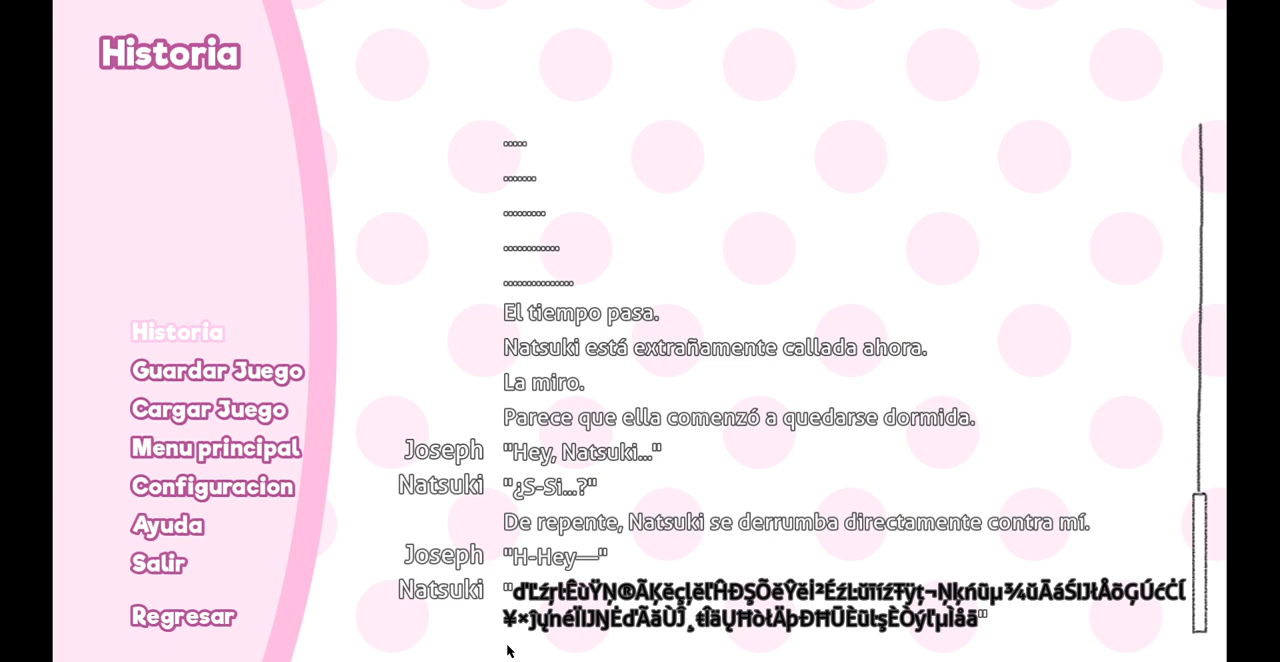 Historia
Historia
Guardar Juego
Cargar Juego
Menu principal
Configuracion
Ayuda
Salir
Regresar
El tiempo pasa.
Natsuki está extrañamente callada ahora.
La miro.
Parece que ella comenzó a quedarse dormida.
Joseph "Hey, Natsuki..."
Natsuki "¿S-Si...?"
De repente, Natsuki se derrumba directamente contra mí.
Joseph "H-Hey—"
Natsuki